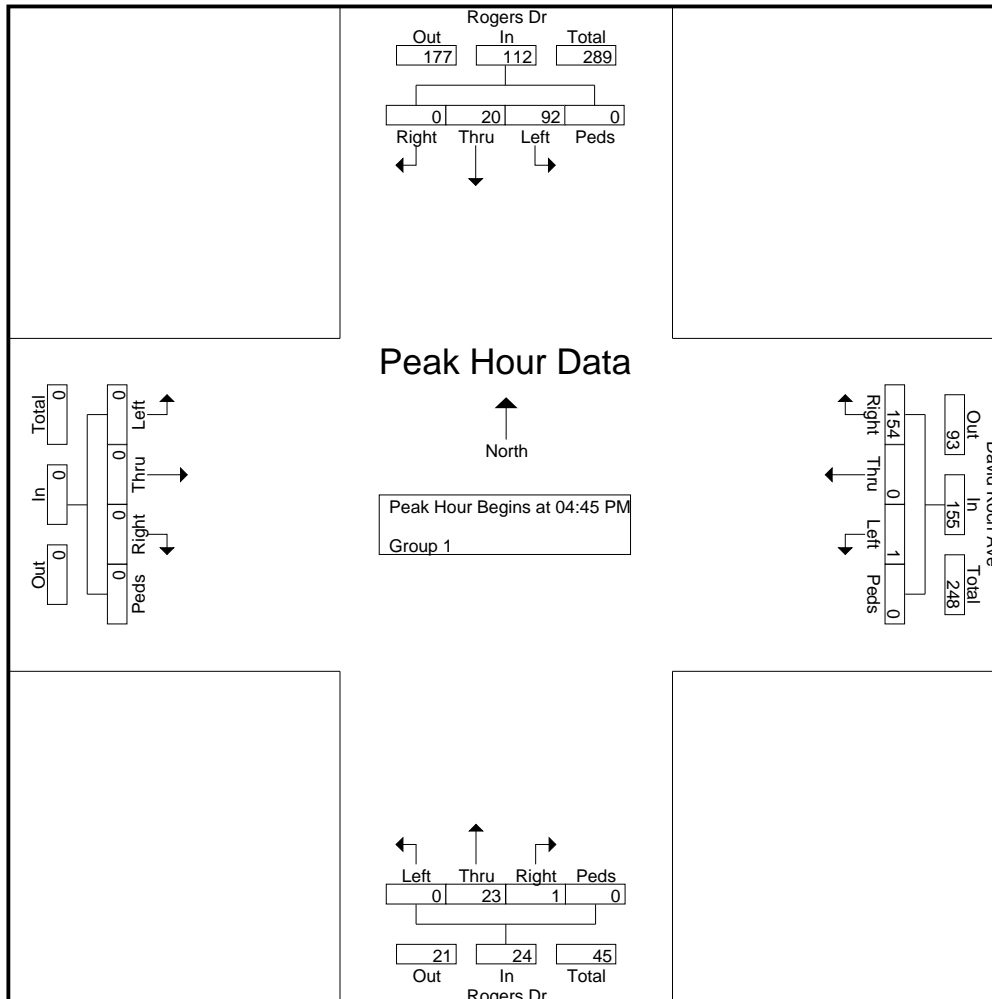 Rogers Dr
Out In Total
177 112 289
0 20 92 0
Right Thru Left Peds
Peak Hour Data
North
Peak Hour Begins at 04:45 PM
Group 1
Total In Out
0 0 0
0 0 0 0
Left Thru Right Peds
Out In Total
93 155 248
154 0 1 0
Right Thru Left Peds
Left Thru Right Peds
0 23 1 0
21 24 45
Out In Total
Rogers Dr